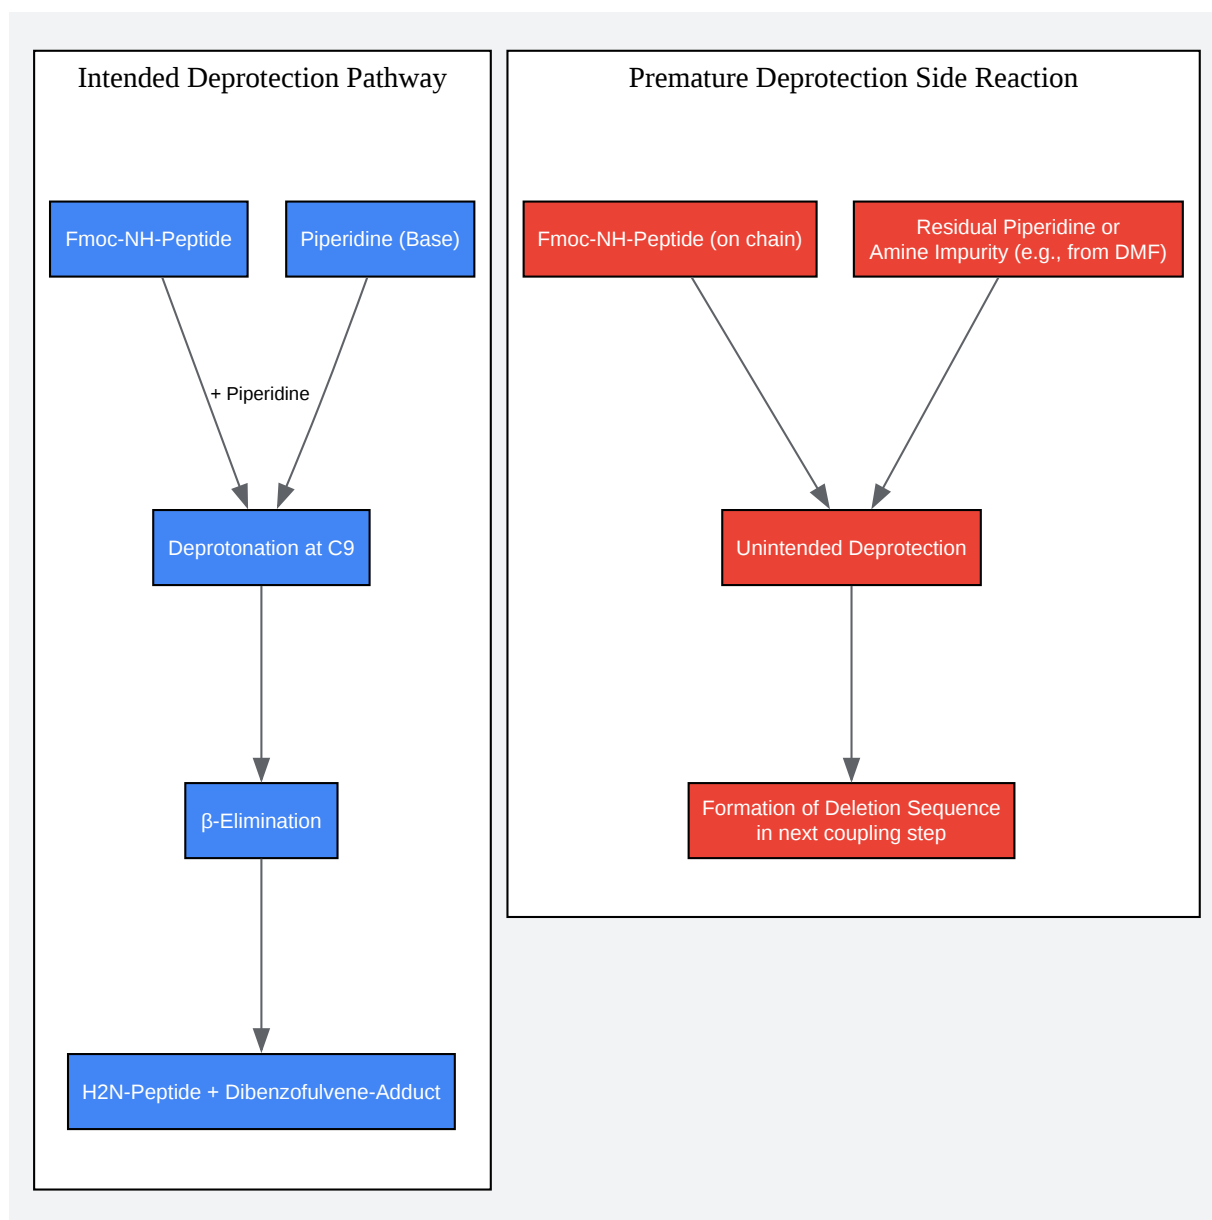 Intended Deprotection Pathway
Fmoc-NH-Peptide
Piperidine (Base)
+ Piperidine
Deprotonation at C9
β-Elimination
H2N-Peptide + Dibenzofulvene-Adduct
Premature Deprotection Side Reaction
Fmoc-NH-Peptide (on chain)
Residual Piperidine or
Amine Impurity (e.g., from DMF)
Unintended Deprotection
Formation of Deletion Sequence
in next coupling step